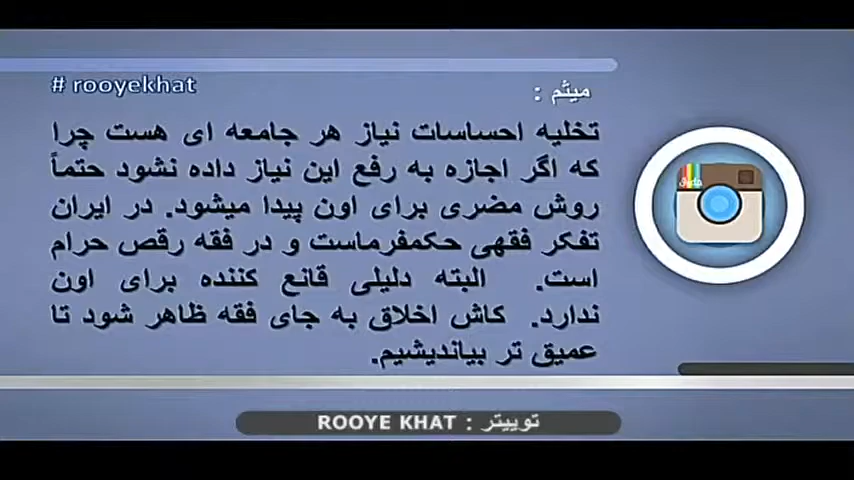 # rooyekhat
میثم :
تخلیه احساسات نیاز هر جامعه ای هست چرا
که اگر اجازه به رفع این نیاز داده نشود حتماً
روش مضری برای اون پیدا میشود. در ایران
تفکر فقهی حکمفرماست و در فقه رقص حرام
است. البته دلیلی قانع کننده برای اون
ندارد. کاش اخلاق به جای فقه ظاهر شود تا
عمیق تر بیاندیشیم.
توییتر : ROOYE KHAT